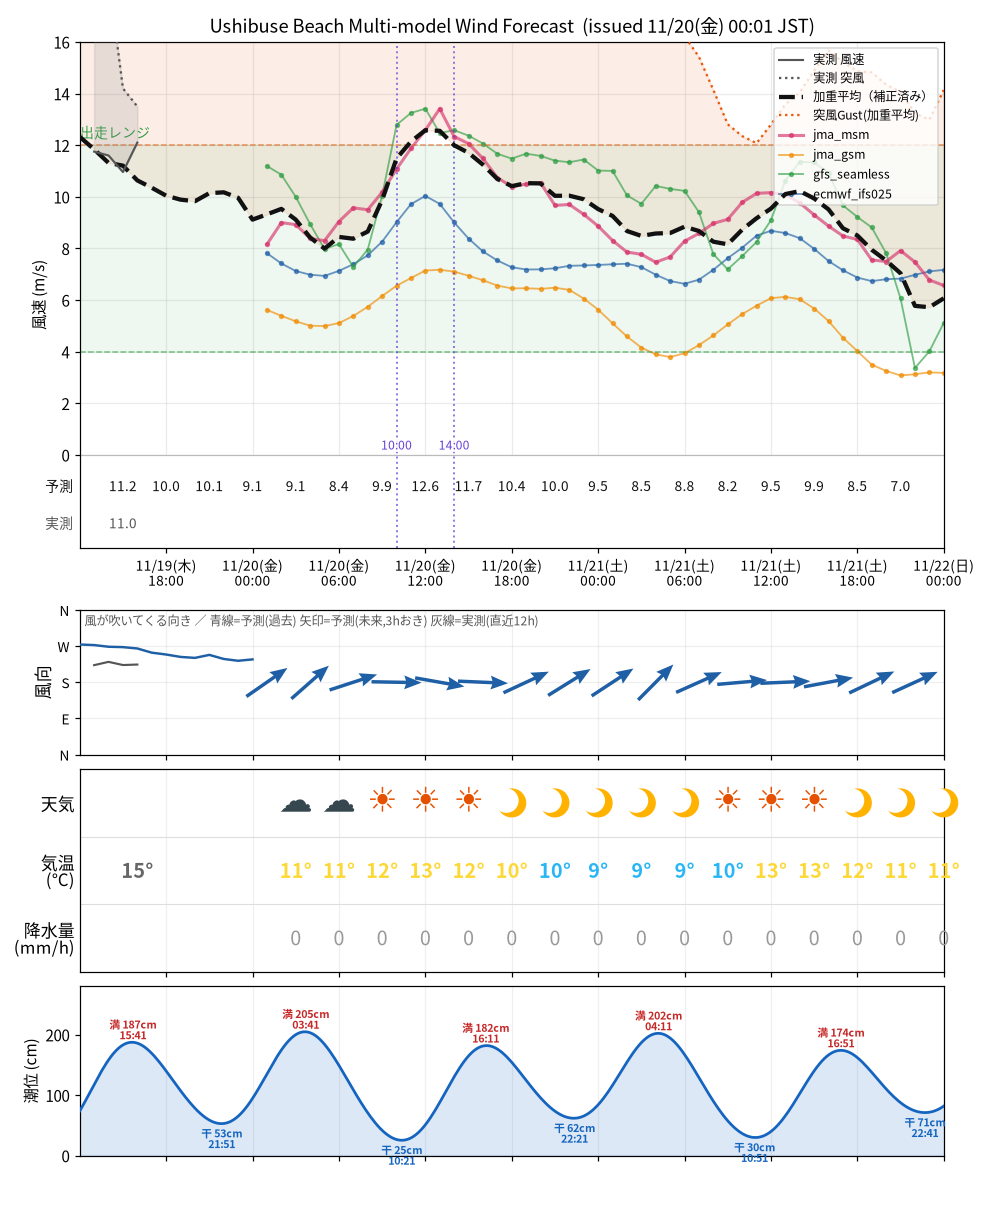 Ushibuse Beach Multi-model Wind Forecast (issued 11/20(金) 00:01 JST)
16
14
12
10
8
6
4
2
0
風速 (m/s)
出走レンジ
実測 風速
実測 突風
加重平均（補正済み）
突風Gust(加重平均)
jma_msm
jma_gsm
gfs_seamless
ecmwf_ifs025
10:00 14:00
予測 11.2 10.0 10.1 9.1 9.1 8.4 9.9 12.6 11.7 10.4 10.0 9.5 8.5 8.8 8.2 9.5 9.9 8.5 7.0
実測 11.0
11/19(木) 11/20(金) 11/20(金) 11/20(金) 11/20(金) 11/21(土) 11/21(土) 11/21(土) 11/21(土) 11/22(日)
18:00 00:00 06:00 12:00 18:00 00:00 06:00 12:00 18:00 00:00
風が吹いてくる向き ／ 青線=予測(過去) 矢印=予測(未来,3hおき) 灰線=実測(直近12h)
風向
N
W
S
E
N
天気
気温
(°C)
15° 11° 11° 12° 13° 12° 10° 10° 9° 9° 9° 10° 13° 13° 12° 11° 11°
降水量
(mm/h)
0 0 0 0 0 0 0 0 0 0 0 0 0 0 0 0
潮位 (cm)
200
100
0
満 187cm
15:41
干 53cm
21:51
満 205cm
03:41
干 25cm
10:21
満 182cm
16:11
干 62cm
22:21
満 202cm
04:11
干 30cm
10:51
満 174cm
16:51
干 71cm
22:41